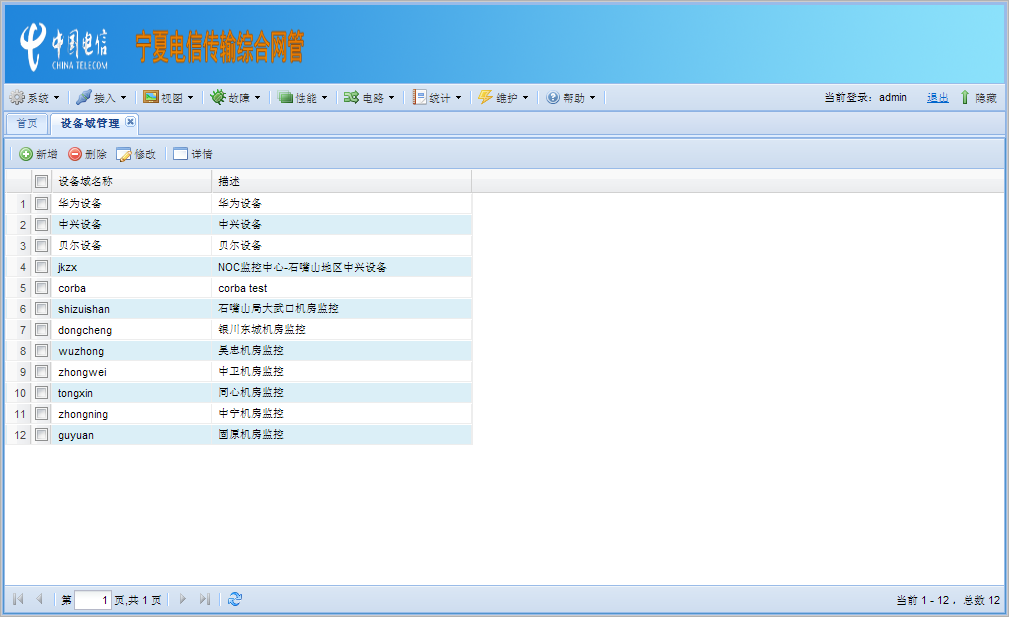 中国电信
CHINA TELECOM
宁夏电信传输综合网管
系统 接入 视图 故障 性能 电路 统计 维护 帮助 当前登录: admin 退出 隐藏
首页 设备域管理
新增 删除 修改 详情
设备域名称 描述
1 华为设备 华为设备
2 中兴设备 中兴设备
3 贝尔设备 贝尔设备
4 jkzx NOC监控中心-石嘴山地区中兴设备
5 corba corba test
6 shizuishan 石嘴山局大武口机房监控
7 dongcheng 银川东城机房监控
8 wuzhong 吴忠机房监控
9 zhongwei 中卫机房监控
10 tongxin 同心机房监控
11 zhongning 中宁机房监控
12 guyuan 固原机房监控
第 1 页,共 1 页 当前 1 - 12 ，总数 12